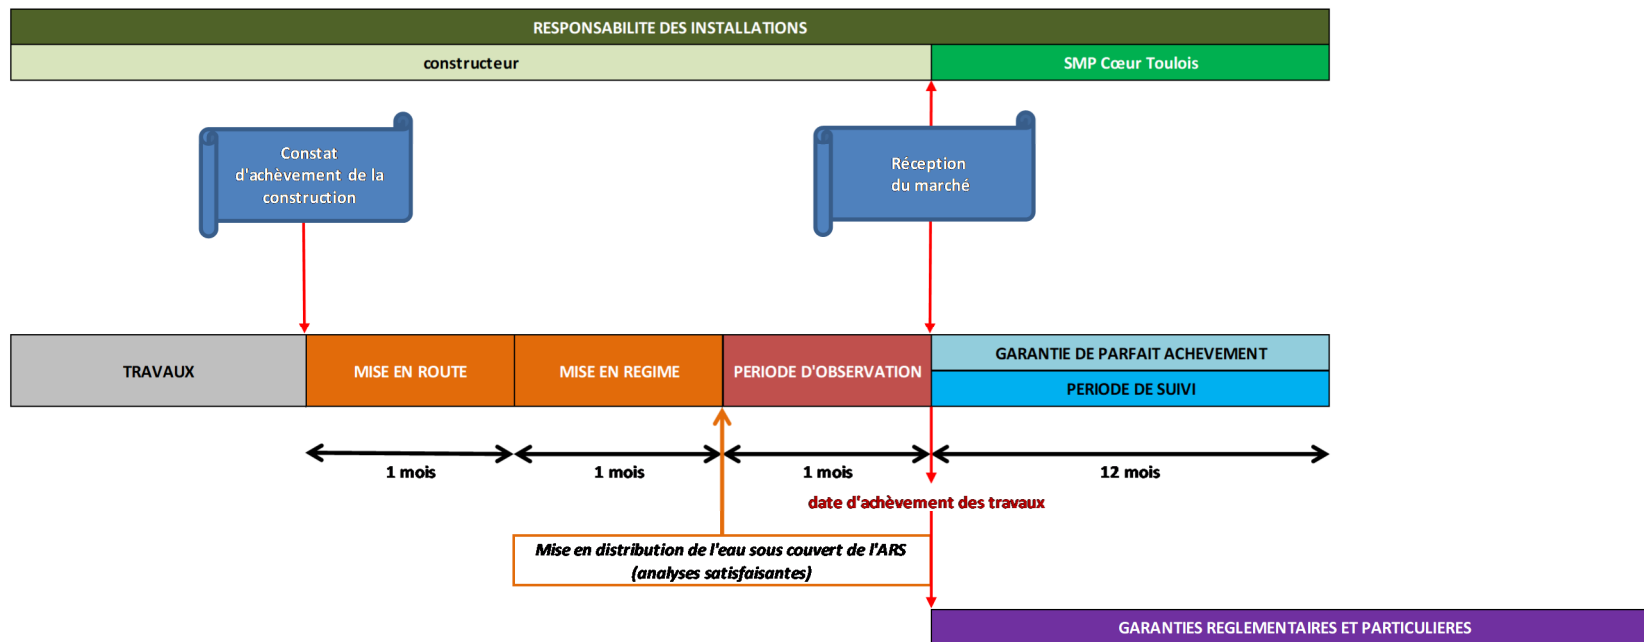 RESPONSABILITE DES INSTALLATIONS
constructeur
SMP Cœur Toulois
Constat
d'achèvement de la
construction
Réception
du marché
TRAVAUX
MISE EN ROUTE
MISE EN REGIME
PERIODE D'OBSERVATION
GARANTIE DE PARFAIT ACHEVEMENT
PERIODE DE SUIVI
1 mois
1 mois
1 mois
12 mois
date d'achèvement des travaux
Mise en distribution de l'eau sous couvert de l'ARS
(analyses satisfaisantes)
GARANTIES REGLEMENTAIRES ET PARTICULIERES